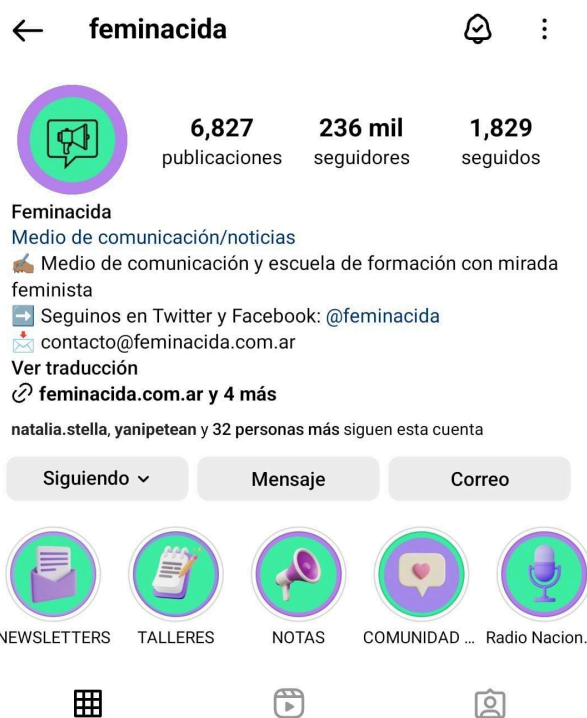 feminacida
6,827 236 mil 1,829
publicaciones seguidores seguidos
Feminacida
Medio de comunicación/noticias
Medio de comunicación y escuela de formación con mirada
feminista
Seguinos en Twitter y Facebook: @feminacida
contacto@feminacida.com.ar
Ver traducción
feminacida.com.ar y 4 más
natalia.stella, yanipetean y 32 personas más siguen esta cuenta
Siguiendo Mensaje Correo
NEWSLETTERS TALLERES NOTAS COMUNIDAD ... Radio Nacion.